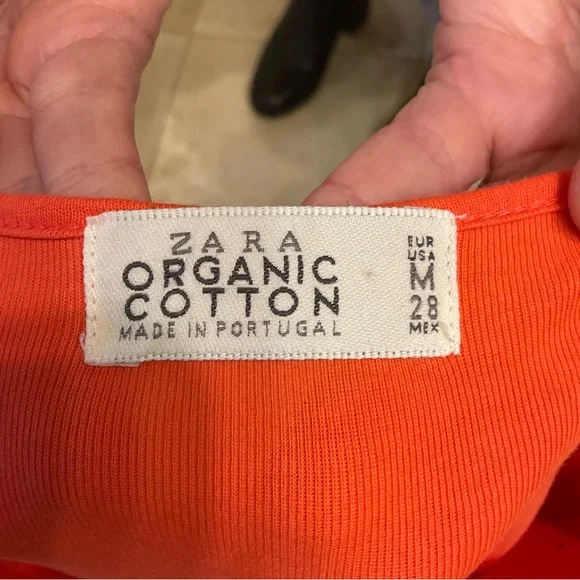 ZARA
ORGANIC
COTTON
MADE IN PORTUGAL
EUR
USA
M
28
MEX